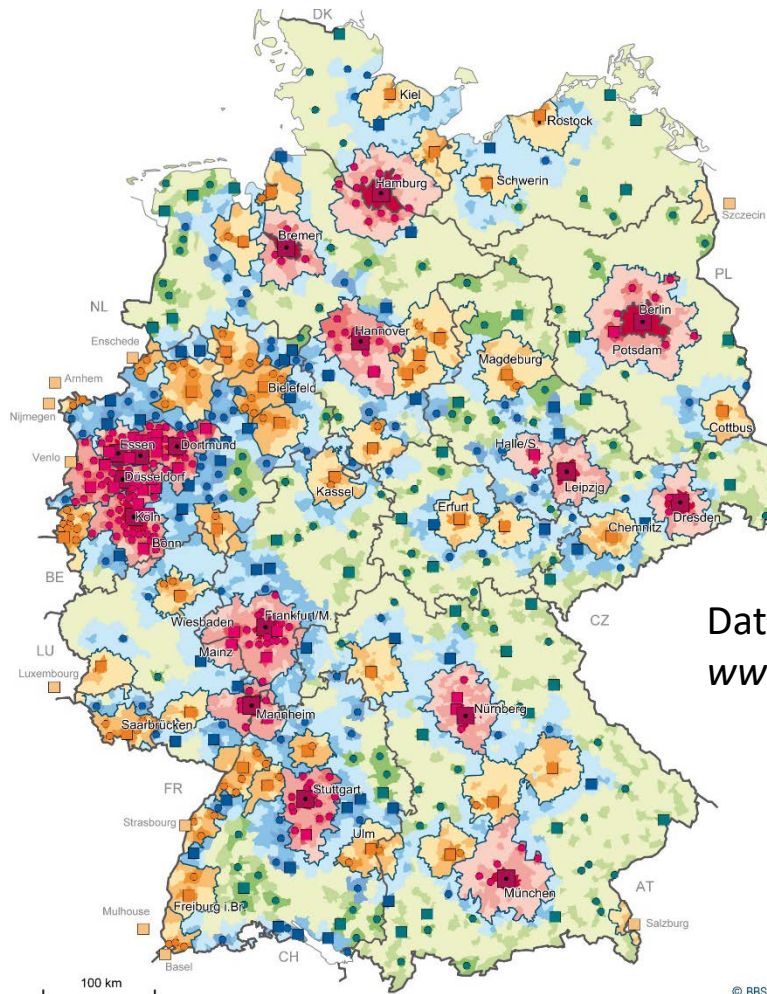 DK
Kiel
Rostock
Hamburg
Schwerin
Szczecin
Bremen
PL
NL
Berlin
Hannover
Potsdam
Enschede
Magdeburg
Arnhem
Bielefeld
Nijmegen
Cottbus
Essen
Dortmund
Halle/S.
Venlo
Leipzig
Düsseldorf
Kassel
Erfurt
Dresden
Köln
Chemnitz
Bonn
BE
Wiesbaden
Frankfurt/M.
CZ
Dat
LU
Mainz
ww
Luxembourg
Mannheim
Nürnberg
Saarbrücken
FR
Stuttgart
Strasbourg
Ulm
München
AT
Freiburg i.Br.
Mulhouse
Salzburg
CH
Basel
100 km
© BBS